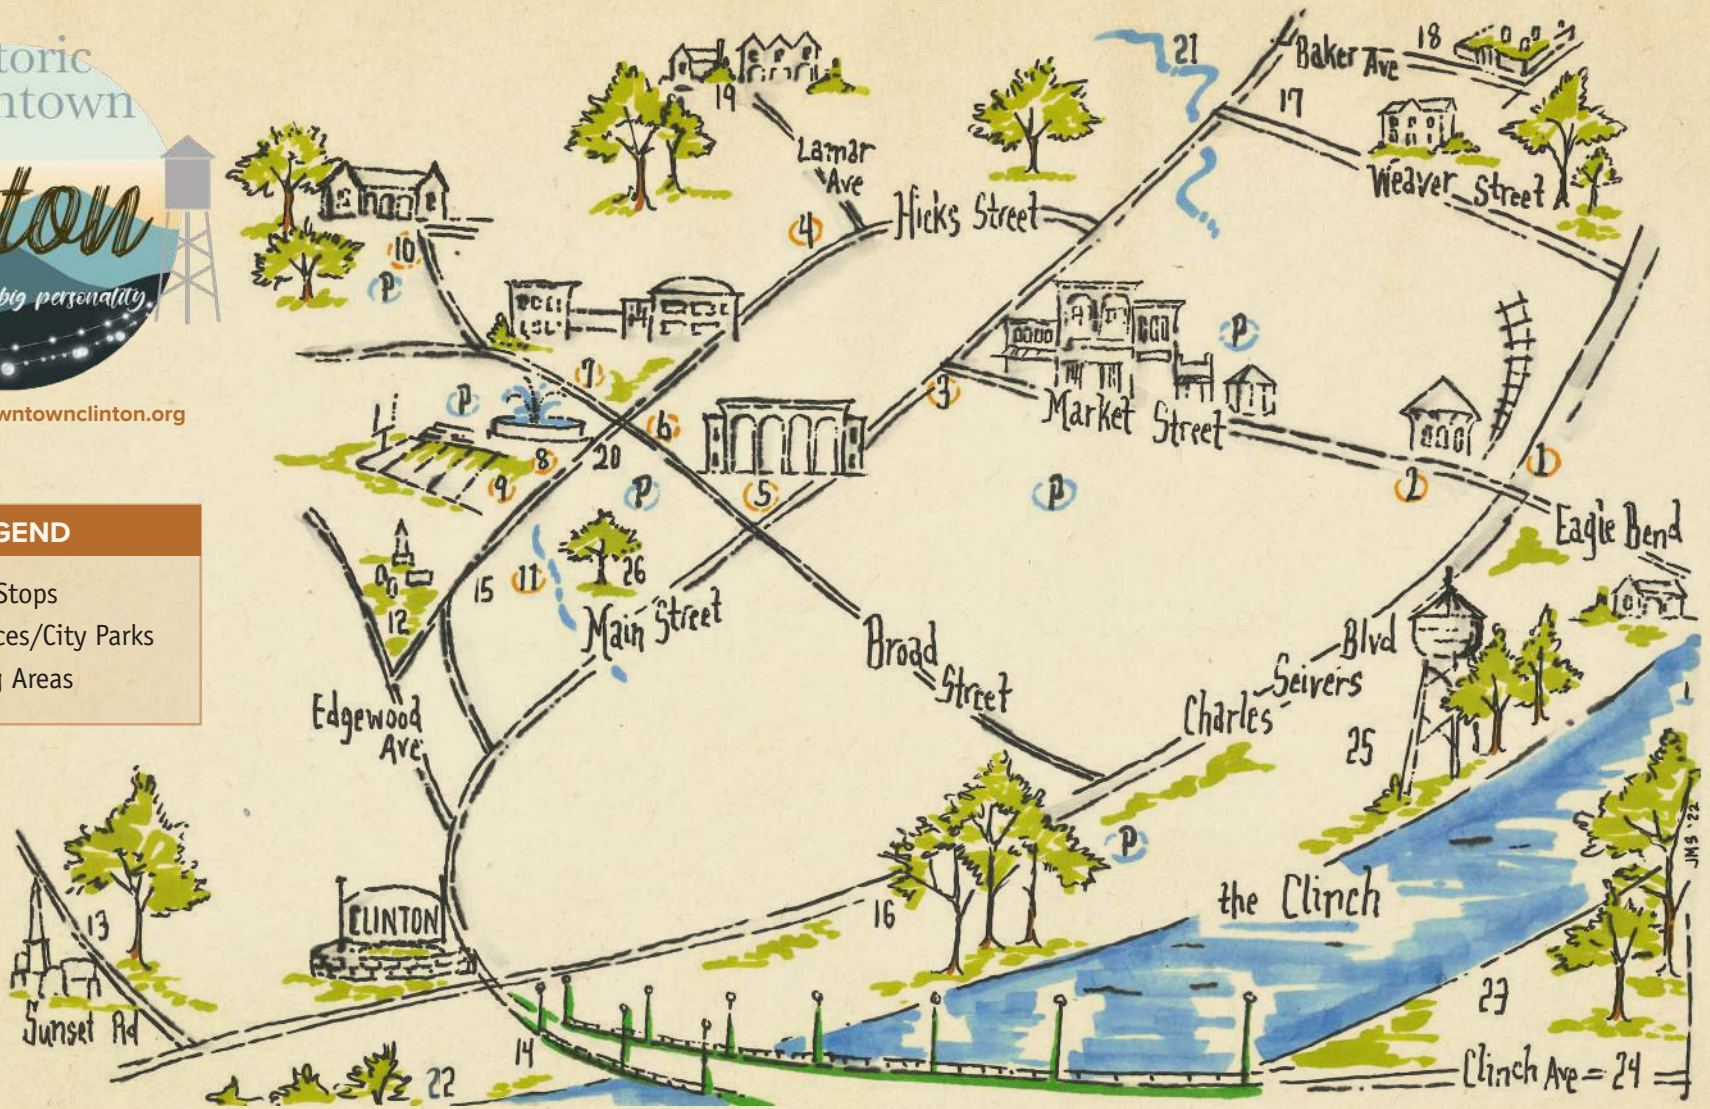 toric
ntown
ton
big personality
wntownclinton.org
GEND
Stops
ces/City Parks
g Areas
21
Baker Ave
18
17
19
Lamar
Ave
Weaver Street
4
Hicks Street
10
P
P
7
3
Market Street
P
6
8
20
9
P
5
P
2
1
Eagle Bend
15
11
26
12
Main Street
Broad
Street
Blvd
Seivers
Charles
Edgewood
Ave
25
P
JMS '22
16
the Clinch
13
CLINTON
Sunset Rd
23
14
22
Clinch Ave = 24